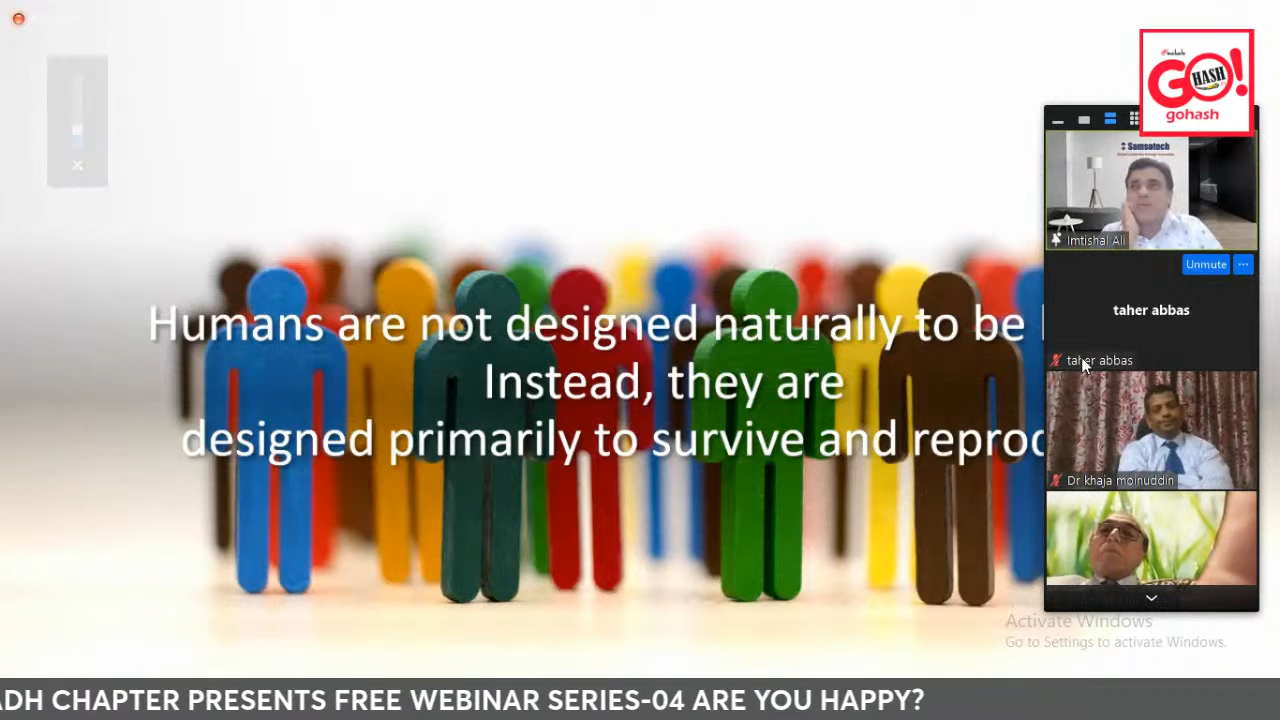 GO!
HASH
gohash
Samsotech
Imtishal Ali
Unmute
taher abbas
taher abbas
Dr khaja moinuddin
Humans are not designed naturally to be
Instead, they are
designed primarily to survive and reproc
Activate Windows
Go to Settings to activate Windows.
ADH CHAPTER PRESENTS FREE WEBINAR SERIES-04 ARE YOU HAPPY?